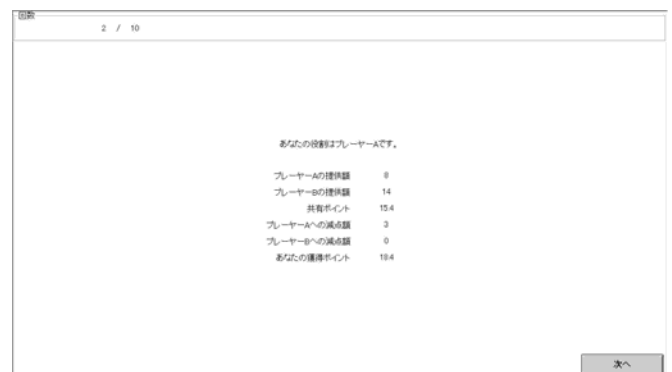 回数
2 / 10
あなたの役割はプレーヤーAです。
プレーヤーAの提供額 8
プレーヤーBの提供額 14
共有ポイント 15.4
プレーヤーAへの減点額 3
プレーヤーBへの減点額 0
あなたの獲得ポイント 18.4
次へ